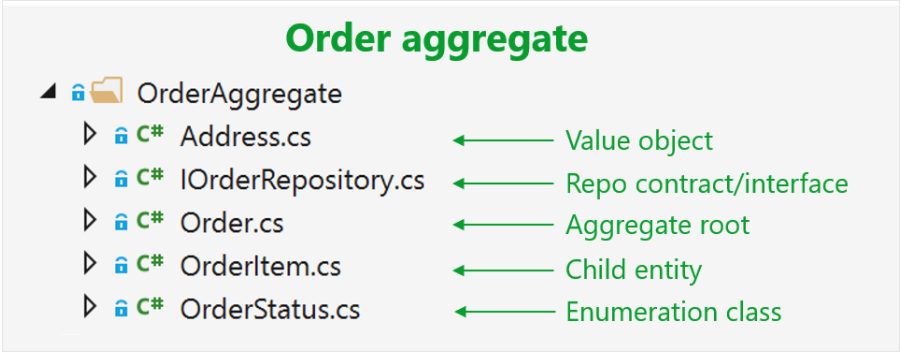 Order aggregate
OrderAggregate
C# Address.cs Value object
C# IOrderRepository.cs Repo contract/interface
C# Order.cs Aggregate root
C# OrderItem.cs Child entity
C# OrderStatus.cs Enumeration class